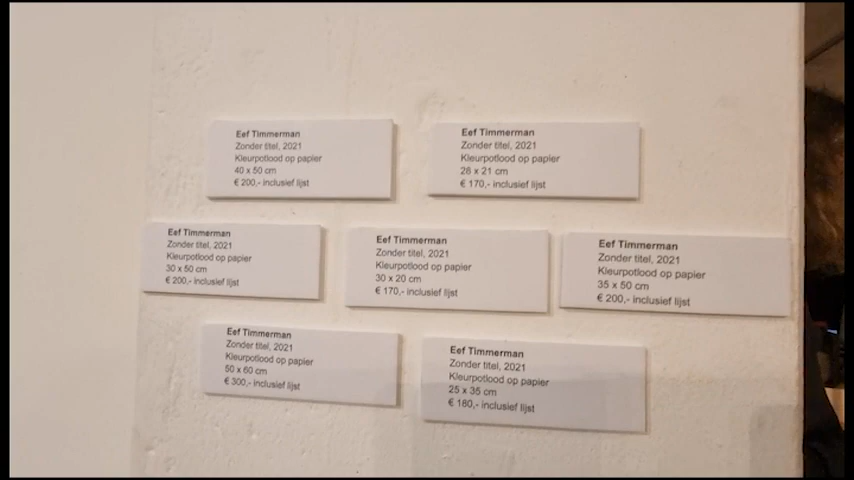 Eef Timmerman
Zonder titel, 2021
Kleurpotlood op papier
40 x 50 cm
€ 200,- inclusief lijst
Eef Timmerman
Zonder titel, 2021
Kleurpotlood op papier
28 x 21 cm
€ 170,- inclusief lijst
Eef Timmerman
Zonder titel, 2021
Kleurpotlood op papier
30 x 50 cm
€ 200,- inclusief lijst
Eef Timmerman
Zonder titel, 2021
Kleurpotlood op papier
30 x 20 cm
€ 170,- inclusief lijst
Eef Timmerman
Zonder titel, 2021
Kleurpotlood op papier
35 x 50 cm
€ 200,- inclusief lijst
Eef Timmerman
Zonder titel, 2021
Kleurpotlood op papier
50 x 60 cm
€ 300,- inclusief lijst
Eef Timmerman
Zonder titel, 2021
Kleurpotlood op papier
25 x 35 cm
€ 180,- inclusief lijst